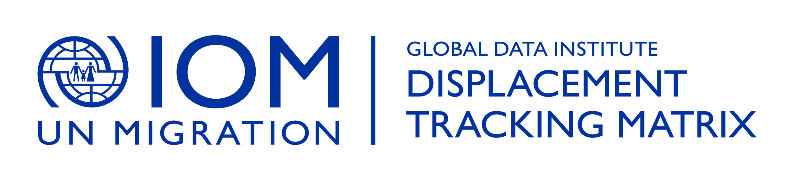 IOM
UN MIGRATION
GLOBAL DATA INSTITUTE
DISPLACEMENT
TRACKING MATRIX